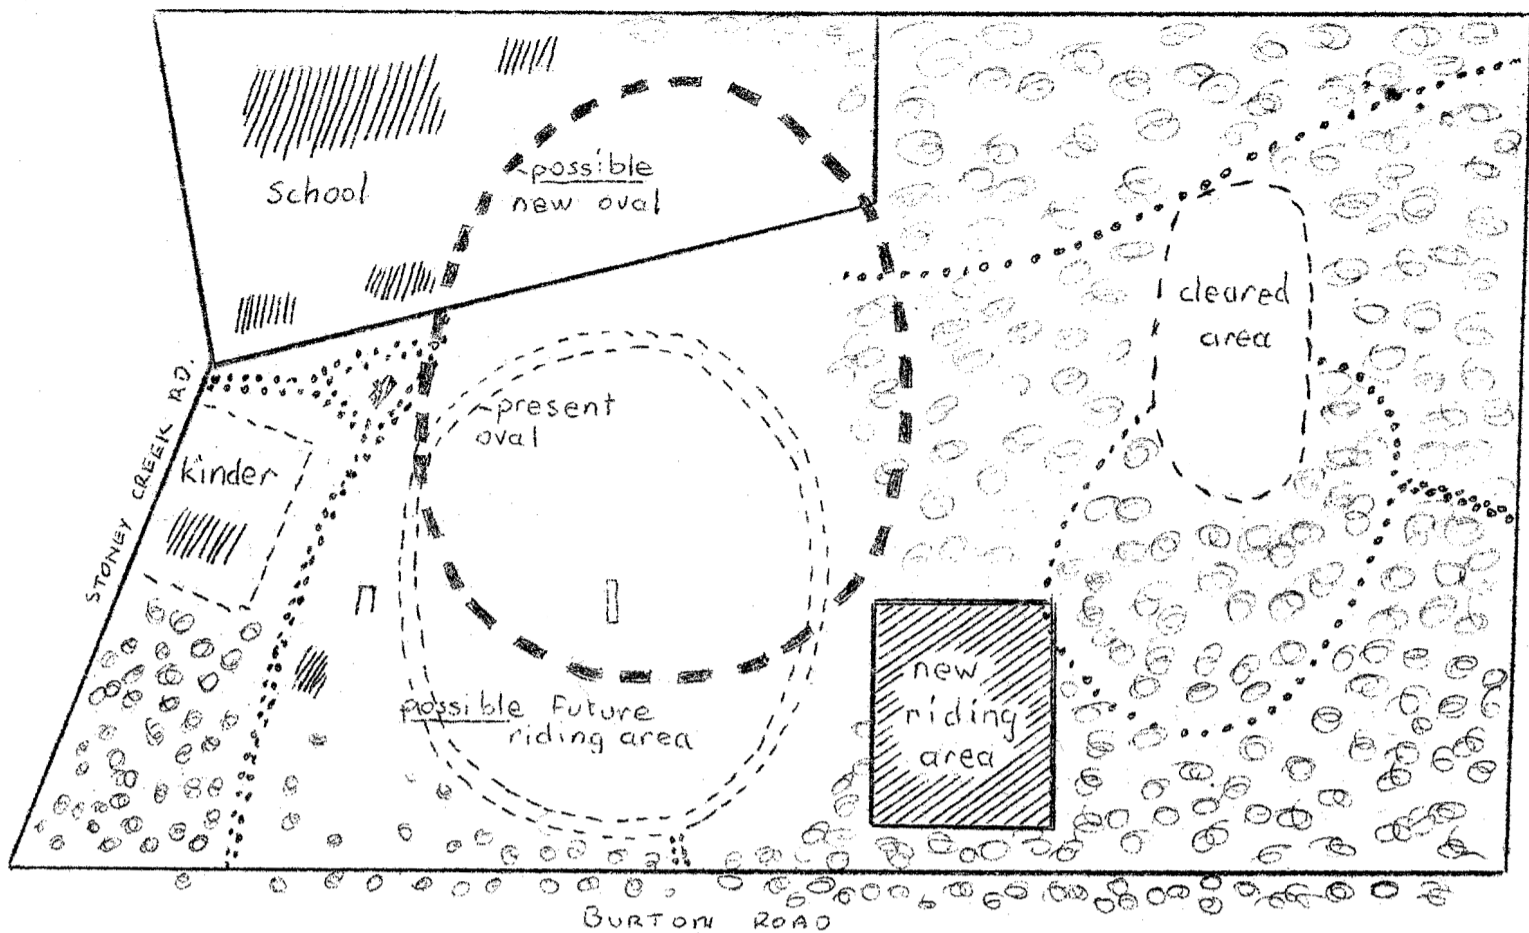 School
possible
new oval
cleared
area
present
oval
STONEY CREEK RD.
kinder
new
riding
area
possible future
riding area
BURTON ROAD